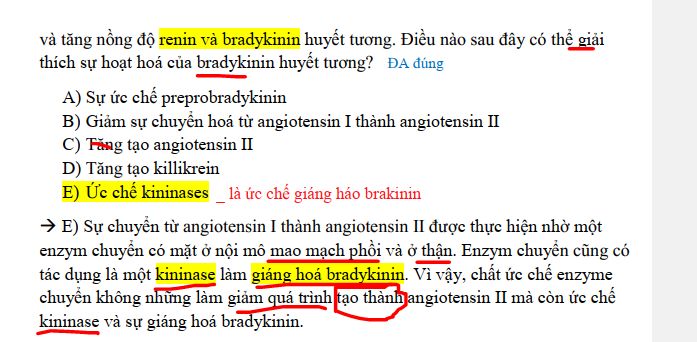 và tăng nồng độ renin và bradykinin huyết tương. Điều nào sau đây có thể giải
thích sự hoạt hoá của bradykinin huyết tương? ĐA đúng
A) Sự ức chế preprobradykinin
B) Giảm sự chuyển hoá từ angiotensin I thành angiotensin II
C) Tăng tạo angiotensin II
D) Tăng tạo killikrein
E) Ức chế kininases _ là ức chế giáng háo brakinin
→ E) Sự chuyển từ angiotensin I thành angiotensin II được thực hiện nhờ một
enzym chuyển có mặt ở nội mô mao mạch phồi và ở thận. Enzym chuyển cũng có
tác dụng là một kininase làm giáng hoá bradykinin. Vì vậy, chất ức chế enzyme
chuyển không những làm giảm quá trình tạo thành angiotensin II mà còn ức chế
kininase và sự giáng hoá bradykinin.